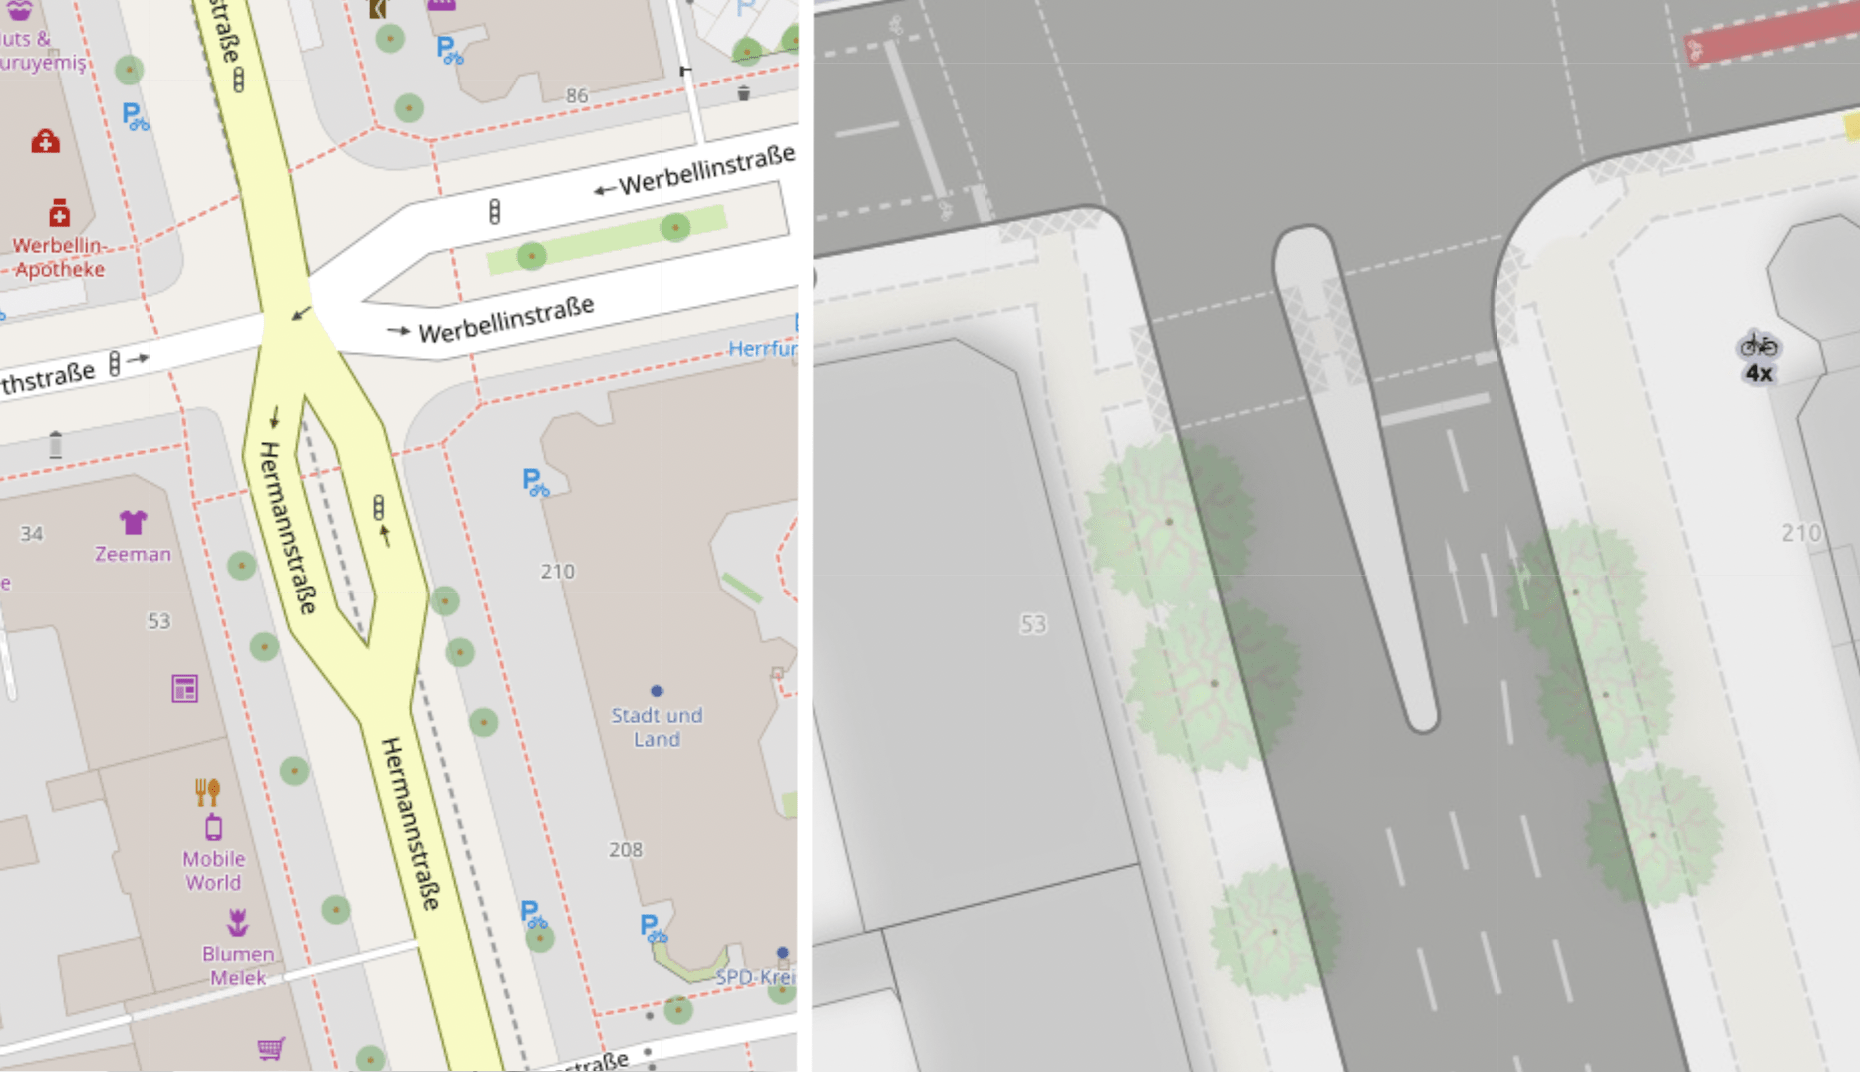 straße
uts &
uruyemiş
P
P
P
86
Werbellinstraße
Werbellin-
Apotheke
Werbellinstraße
Herrfur
thstraße
Hermannstraße
P
34
Zeeman
53
210
Stadt und
Land
Hermannstraße
208
Mobile
World
P
P
Blumen
Melek
SPD-Krei
straße
4x
210
53